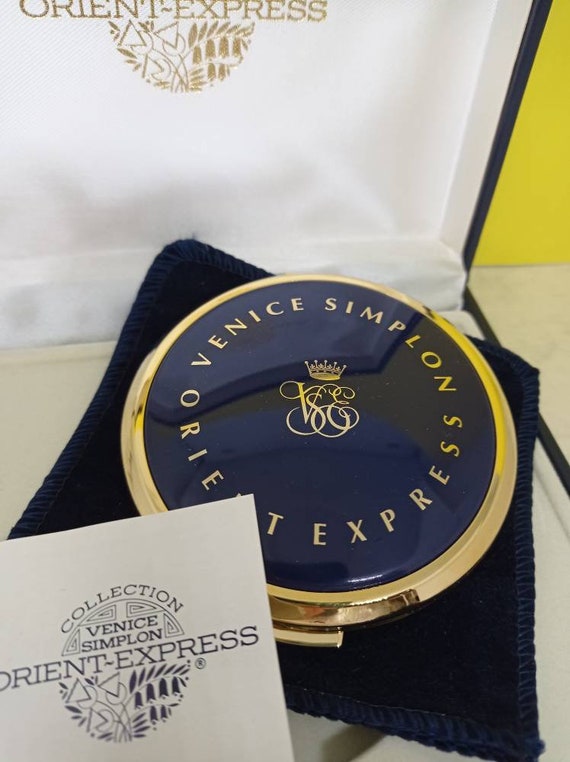 ORIENT-EXPRESS
VENICE SIMPLON
ORIENT EXPRESS
VSOE
COLLECTION
VENICE
SIMPLON
ORIENT-EXPRESS®